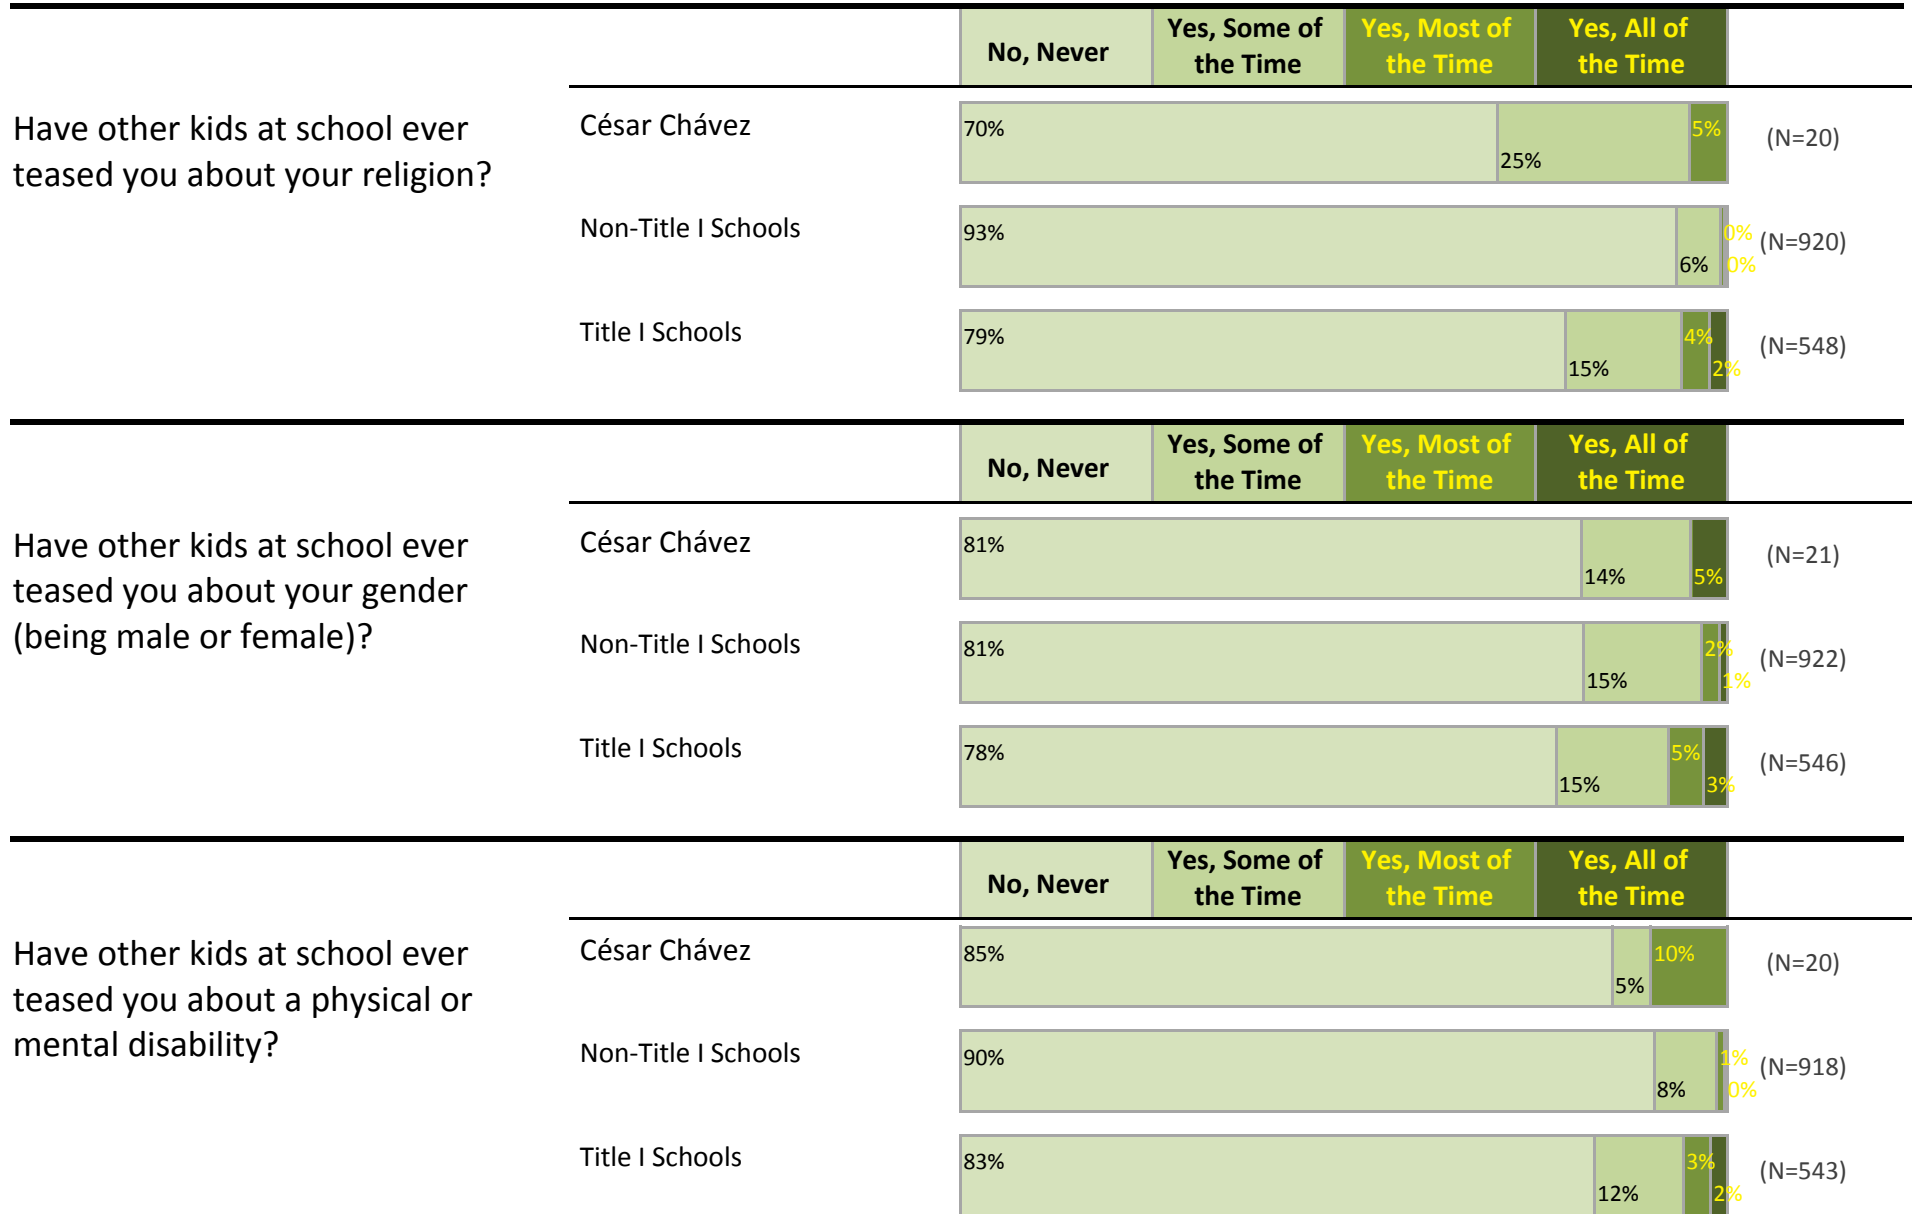 No, Never
Yes, Some of the Time
Yes, Most of the Time
Yes, All of the Time
Have other kids at school ever
teased you about your religion?
César Chávez
70%
25%
5%
(N=20)
Non-Title I Schools
93%
6%
0%
0%
(N=920)
Title I Schools
79%
15%
4%
2%
(N=548)
No, Never
Yes, Some of the Time
Yes, Most of the Time
Yes, All of the Time
Have other kids at school ever
teased you about your gender
(being male or female)?
César Chávez
81%
14%
5%
(N=21)
Non-Title I Schools
81%
15%
2%
1%
(N=922)
Title I Schools
78%
15%
5%
3%
(N=546)
No, Never
Yes, Some of the Time
Yes, Most of the Time
Yes, All of the Time
Have other kids at school ever
teased you about a physical or
mental disability?
César Chávez
85%
5%
10%
(N=20)
Non-Title I Schools
90%
8%
1%
0%
(N=918)
Title I Schools
83%
12%
3%
2%
(N=543)